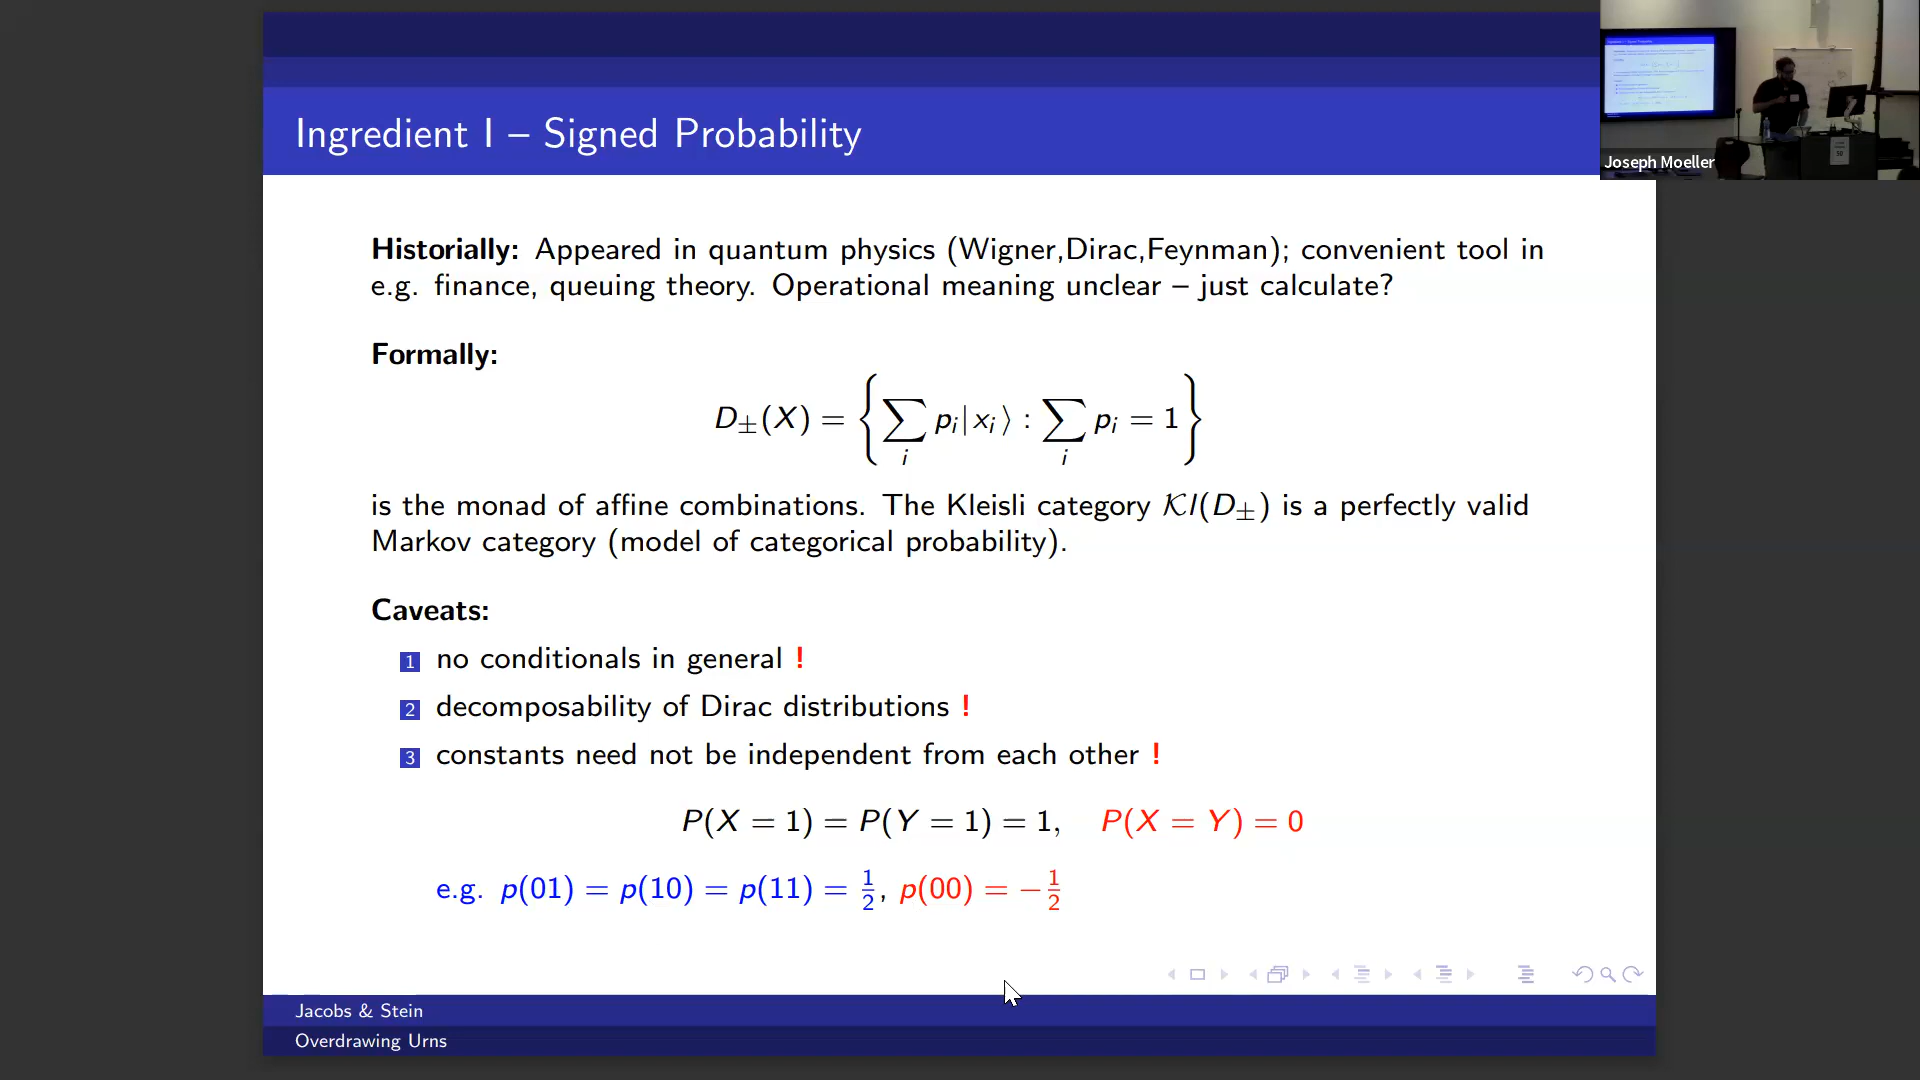 Ingredient I – Signed Probability
Joseph Moeller
Historially: Appeared in quantum physics (Wigner,Dirac,Feynman); convenient tool in
e.g. finance, queuing theory. Operational meaning unclear – just calculate?
Formally:
D±(X) = { ∑i pi|xi⟩ : ∑i pi = 1 }
is the monad of affine combinations. The Kleisli category 𝒦l(D±) is a perfectly valid
Markov category (model of categorical probability).
Caveats:
1 no conditionals in general !
2 decomposability of Dirac distributions !
3 constants need not be independent from each other !
P(X = 1) = P(Y = 1) = 1, P(X = Y) = 0
e.g. p(01) = p(10) = p(11) = 1/2, p(00) = −1/2
Jacobs & Stein
Overdrawing Urns